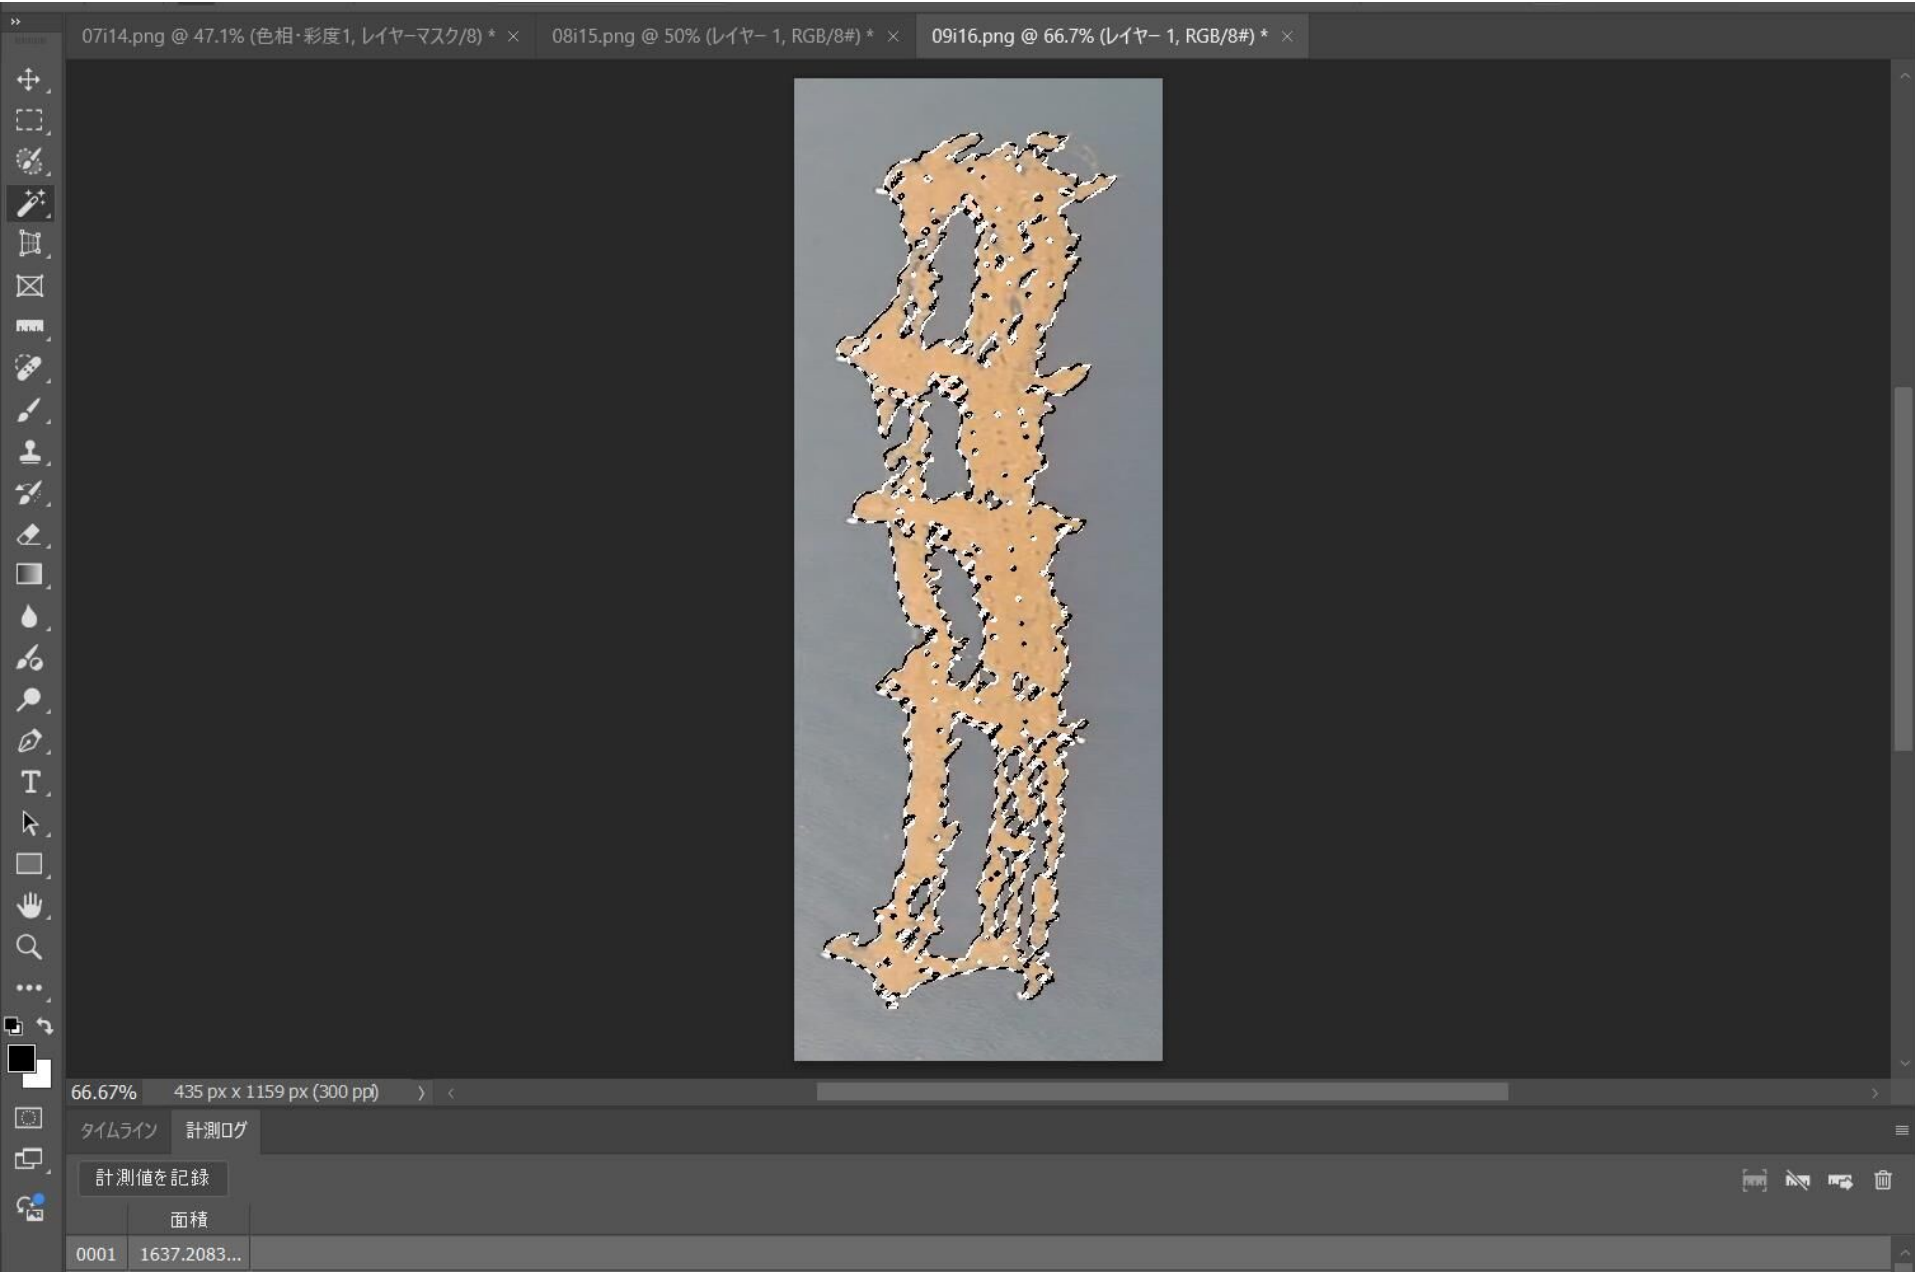 07i14.png @ 47.1% (色相・彩度1, レイヤーマスク/8) * ×
08i15.png @ 50% (レイヤー 1, RGB/8#) * ×
09i16.png @ 66.7% (レイヤー 1, RGB/8#) * ×
66.67%
435 px x 1159 px (300 ppi)
タイムライン
計測ログ
計測値を記録
面積
0001
1637.2083...